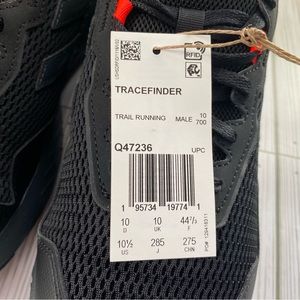 RFID
TRACEFINDER
TRAIL RUNNING MALE 10
700
Q47236 UPC
1 95734 19774 1
10 10 44⅔
D UK F
10½ 285 275
US J CHN